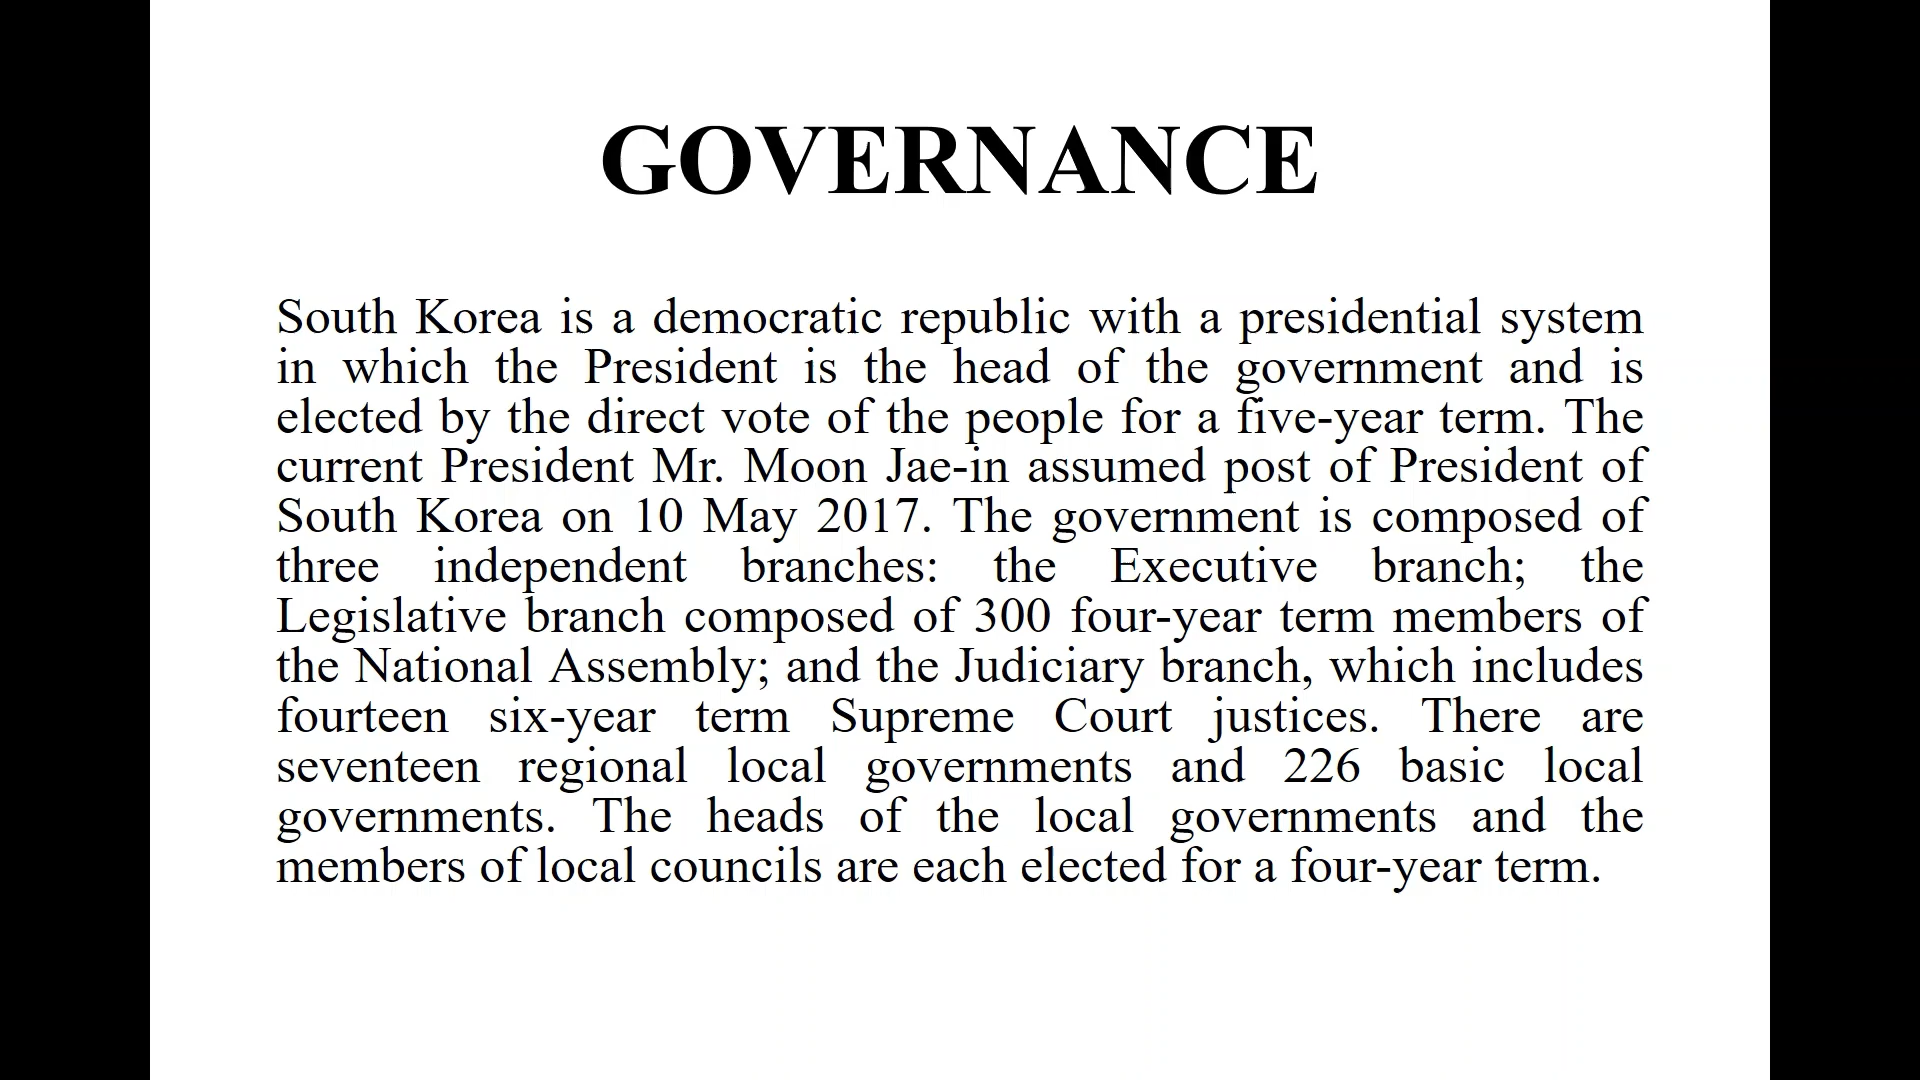 GOVERNANCE
South Korea is a democratic republic with a presidential system
in which the President is the head of the government and is
elected by the direct vote of the people for a five-year term. The
current President Mr. Moon Jae-in assumed post of President of
South Korea on 10 May 2017. The government is composed of
three independent branches: the Executive branch; the
Legislative branch composed of 300 four-year term members of
the National Assembly; and the Judiciary branch, which includes
fourteen six-year term Supreme Court justices. There are
seventeen regional local governments and 226 basic local
governments. The heads of the local governments and the
members of local councils are each elected for a four-year term.